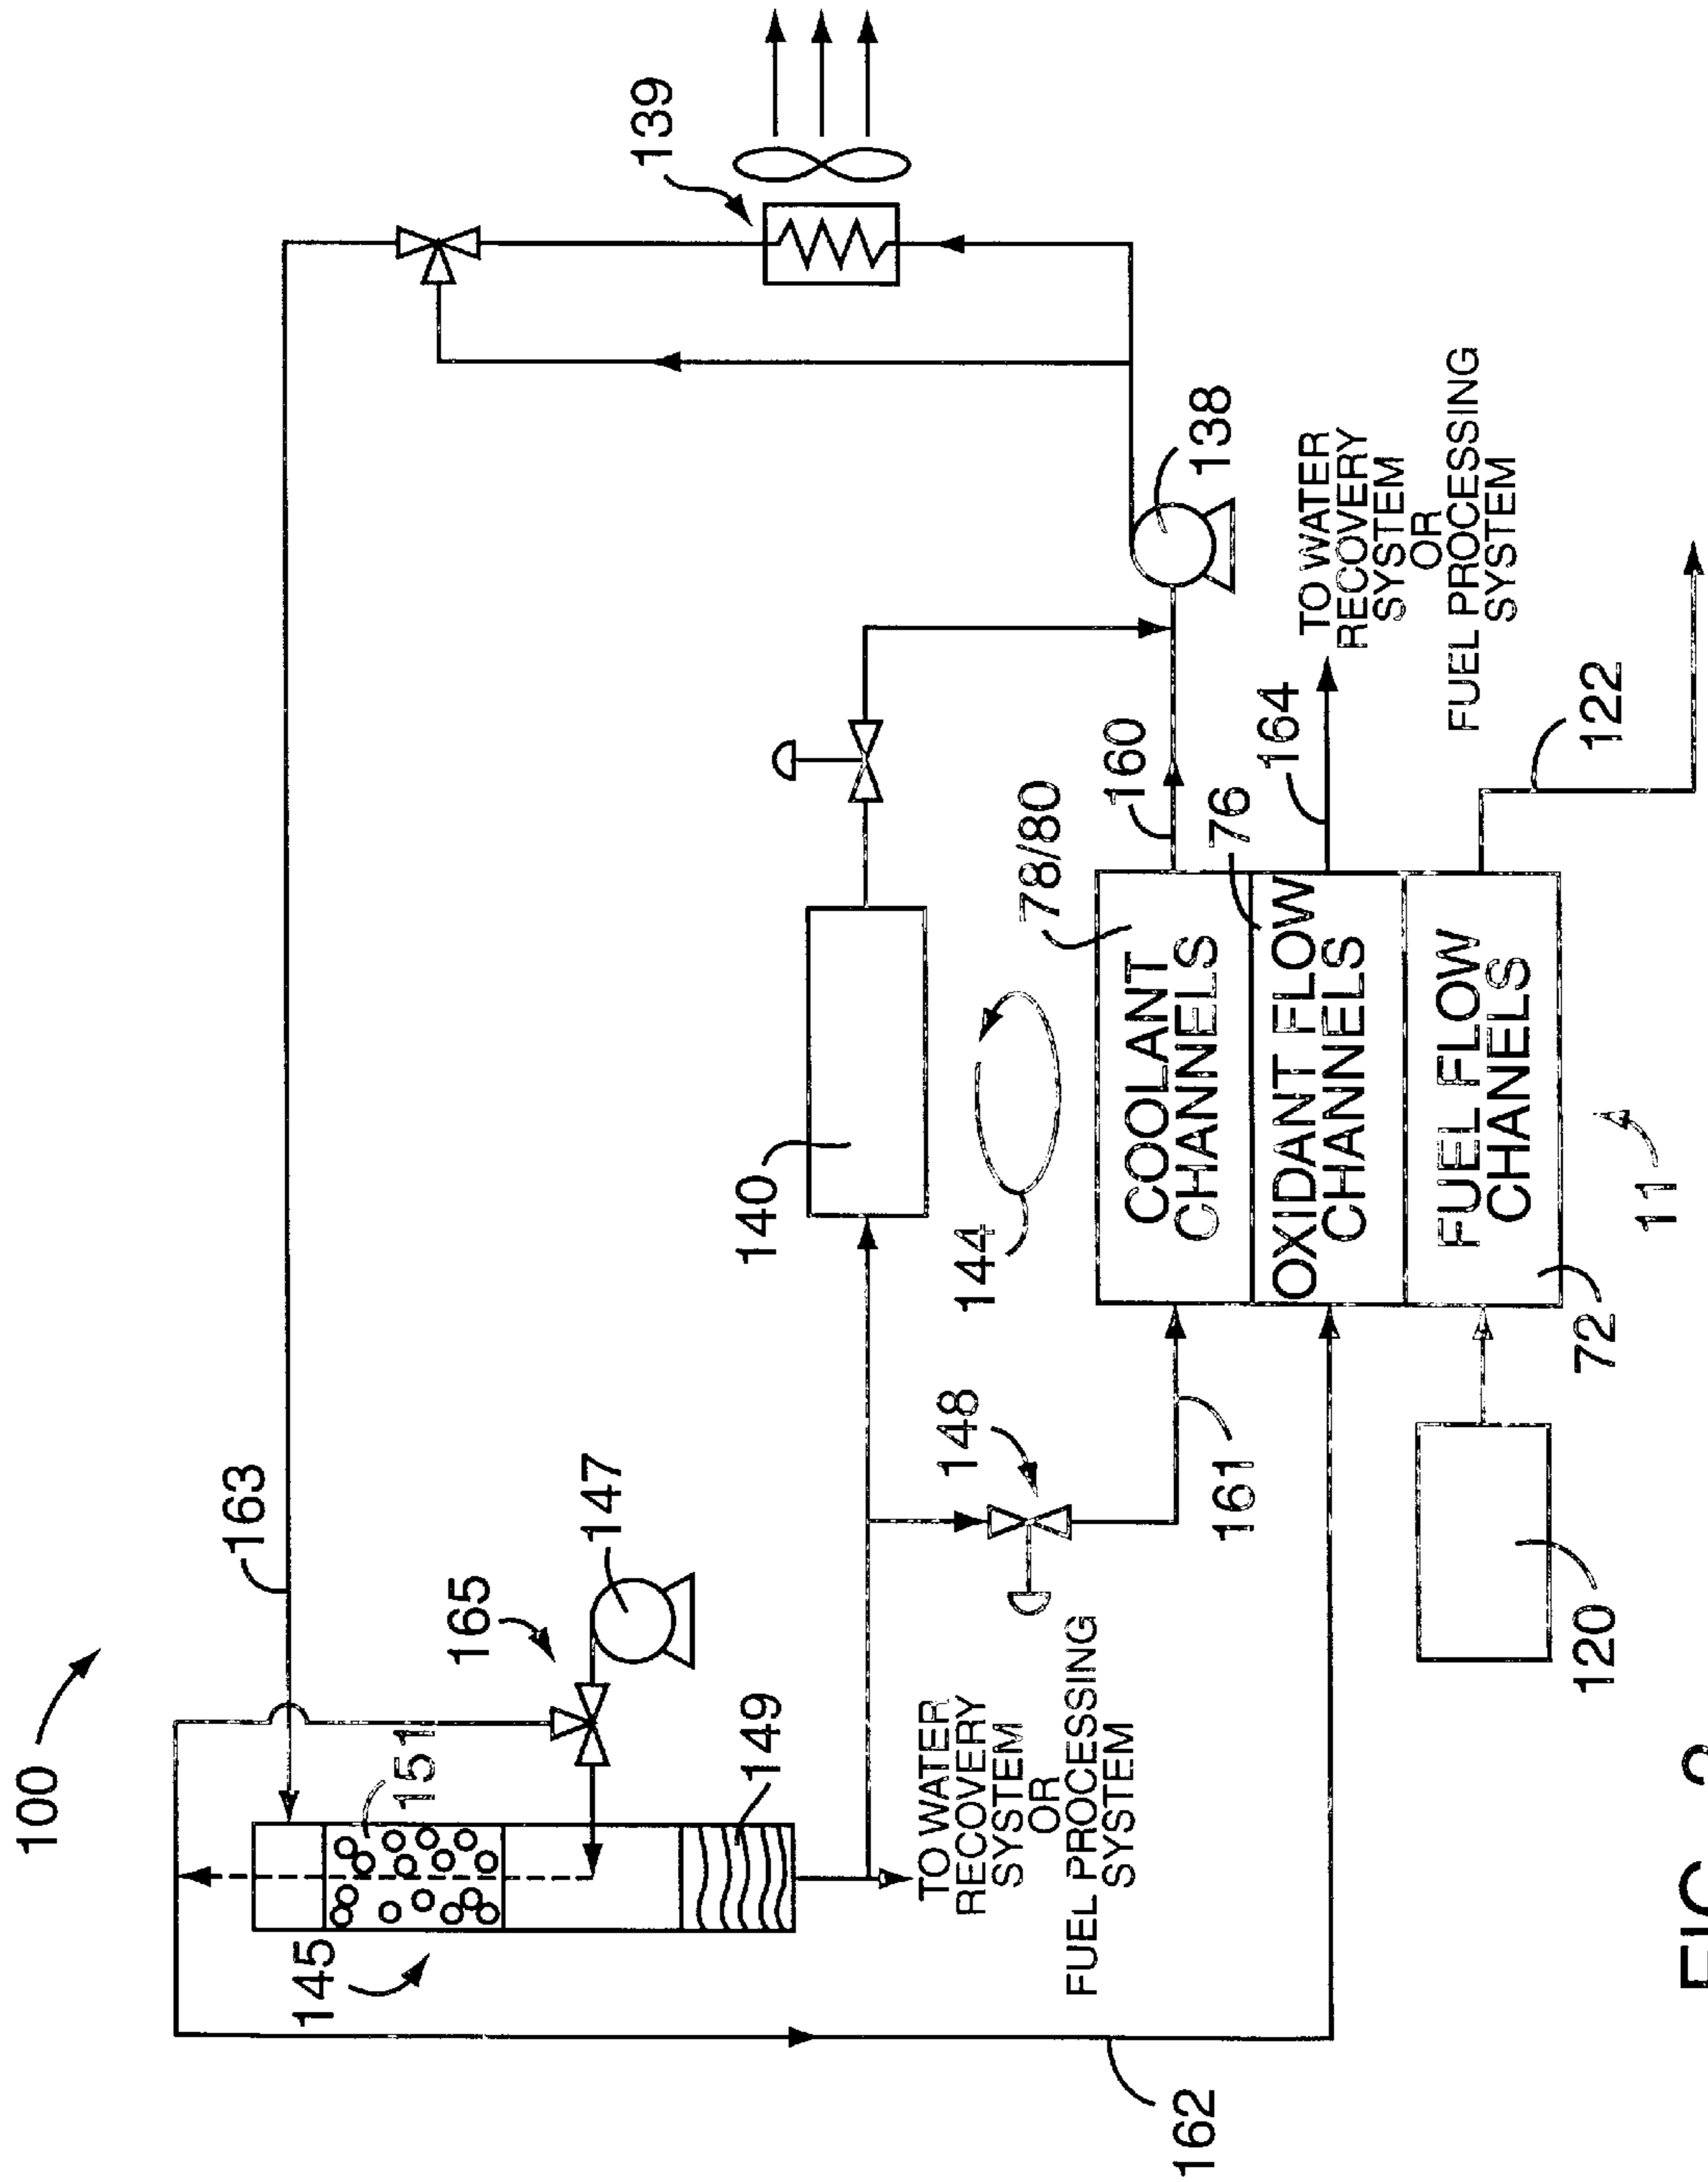 100
163
145
151
165
147
139
149
140
TO WATER
RECOVERY
SYSTEM
OR
FUEL PROCESSING
SYSTEM
148
144
78/80
160
COOLANT
CHANNELS
162
138
161
76
164
OXIDANT FLOW
CHANNELS
TO WATER
RECOVERY
SYSTEM
OR
FUEL PROCESSING
SYSTEM
FUEL FLOW
CHANNELS
120
72
122
11
FIG.